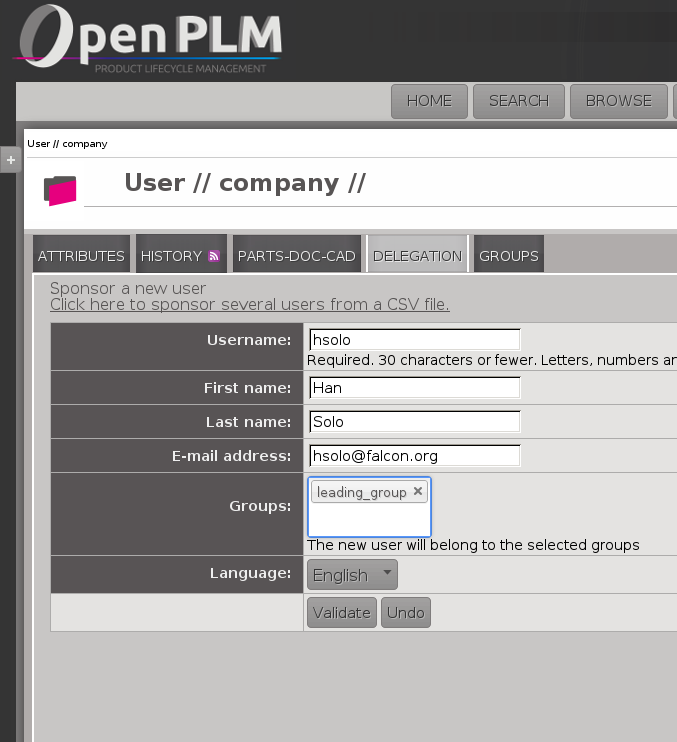 Open PLM
PRODUCT LIFECYCLE MANAGEMENT
HOME SEARCH BROWSE
User // company
+
User // company //
ATTRIBUTES HISTORY PARTS-DOC-CAD DELEGATION GROUPS
Sponsor a new user
Click here to sponsor several users from a CSV file.
Username: hsolo
Required. 30 characters or fewer. Letters, numbers an
First name: Han
Last name: Solo
E-mail address: hsolo@falcon.org
Groups: leading_group ×
The new user will belong to the selected groups
Language: English
Validate Undo